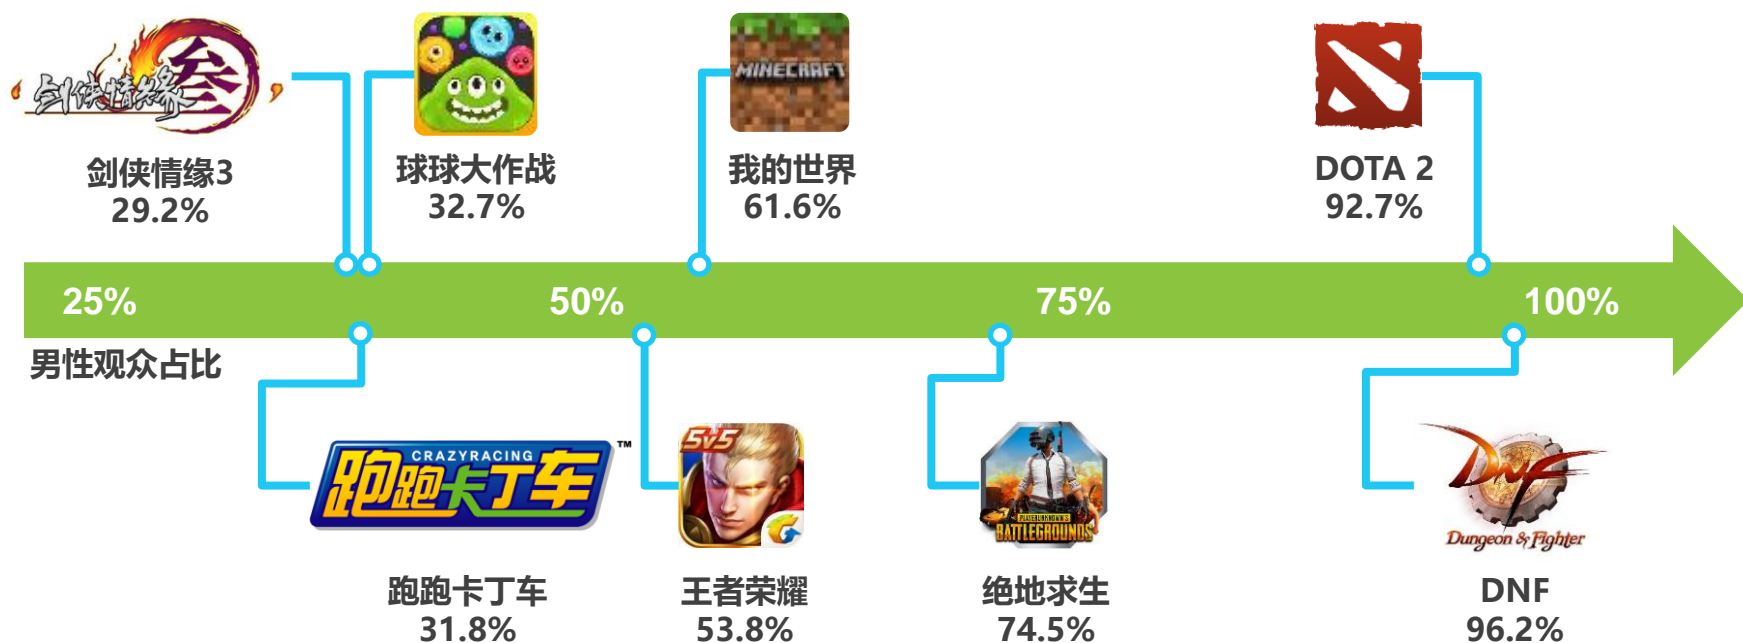 剑侠情缘叁
MINECRAFT
剑侠情缘3
29.2%
球球大作战
32.7%
我的世界
61.6%
DOTA 2
92.7%
25%
50%
75%
100%
男性观众占比
CRAZYRACING
跑跑卡丁车™
5v5
PLAYERUNKNOWN'S
BATTLEGROUNDS
DNF
Dungeon & Fighter
跑跑卡丁车
31.8%
王者荣耀
53.8%
绝地求生
74.5%
DNF
96.2%